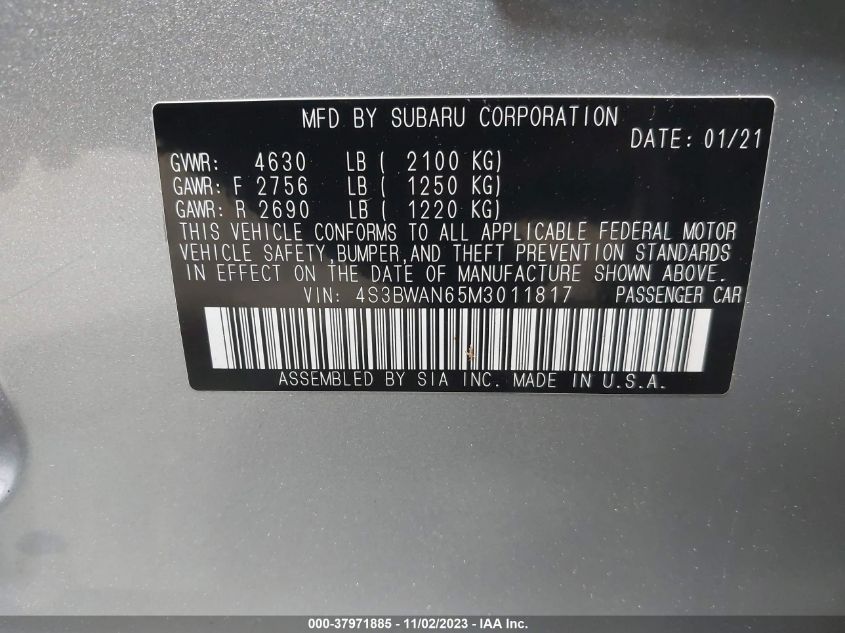 MFD BY SUBARU CORPORATION
DATE: 01/21
GVWR: 4630 LB ( 2100 KG)
GAWR: F 2756 LB ( 1250 KG)
GAWR: R 2690 LB ( 1220 KG)
THIS VEHICLE CONFORMS TO ALL APPLICABLE FEDERAL MOTOR
VEHICLE SAFETY, BUMPER, AND THEFT PREVENTION STANDARDS
IN EFFECT ON THE DATE OF MANUFACTURE SHOWN ABOVE.
VIN: 4S3BWAN65M3011817 PASSENGER CAR
ASSEMBLED BY SIA INC. MADE IN U.S.A.
000-37971885 - 11/02/2023 - IAA Inc.